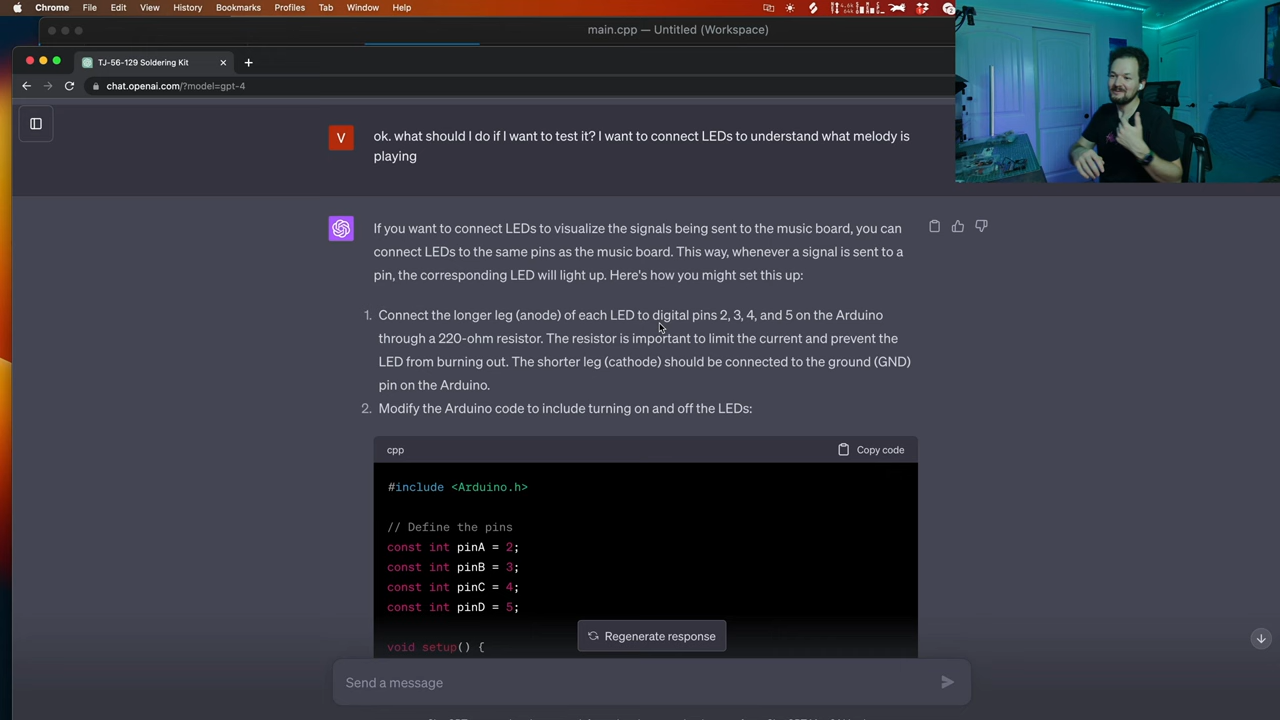 Chrome File Edit View History Bookmarks Profiles Tab Window Help
main.cpp — Untitled (Workspace)
TJ-56-129 Soldering Kit
chat.openai.com/?model=gpt-4
V
ok. what should I do if I want to test it? I want to connect LEDs to understand what melody is
playing
If you want to connect LEDs to visualize the signals being sent to the music board, you can
connect LEDs to the same pins as the music board. This way, whenever a signal is sent to a
pin, the corresponding LED will light up. Here's how you might set this up:
1. Connect the longer leg (anode) of each LED to digital pins 2, 3, 4, and 5 on the Arduino
through a 220-ohm resistor. The resistor is important to limit the current and prevent the
LED from burning out. The shorter leg (cathode) should be connected to the ground (GND)
pin on the Arduino.
2. Modify the Arduino code to include turning on and off the LEDs:
cpp Copy code
#include <Arduino.h>
// Define the pins
const int pinA = 2;
const int pinB = 3;
const int pinC = 4;
const int pinD = 5;
void setup() {
Regenerate response
Send a message